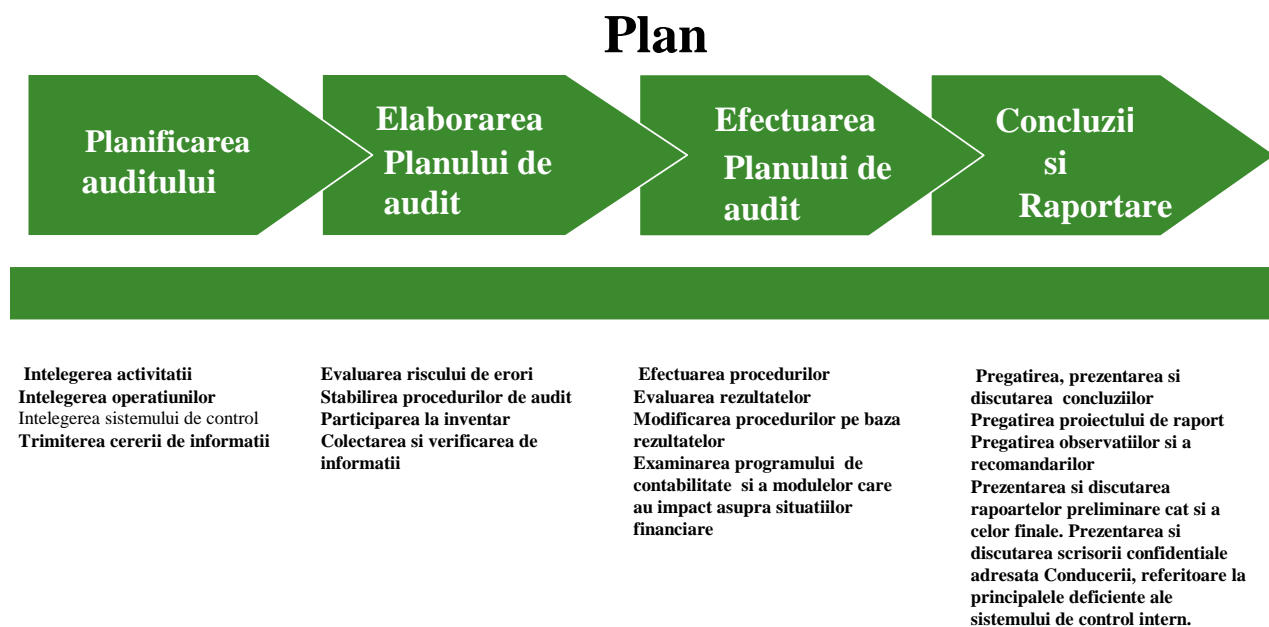 Plan
Planificarea
auditului
Elaborarea
Planului de
audit
Efectuarea
Planului de
audit
Concluzii
si
Raportare
Intelegerea activitatii
Intelegerea operatiunilor
Intelegerea sistemului de control
Trimiterea cererii de informatii
Evaluarea riscului de erori
Stabilirea procedurilor de audit
Participarea la inventar
Colectarea si verificarea de
informatii
Efectuarea procedurilor
Evaluarea rezultatelor
Modificarea procedurilor pe baza
rezultatelor
Examinarea programului de
contabilitate si a modulelor care
au impact asupra situatiilor
financiare
Pregatirea, prezentarea si
discutarea concluziilor
Pregatirea proiectului de raport
Pregatirea observatiilor si a
recomandarilor
Prezentarea si discutarea
rapoartelor preliminare cat si a
celor finale. Prezentarea si
discutarea scrisorii confidentiale
adresata Conducerii, referitoare la
principalele deficiente ale
sistemului de control intern.